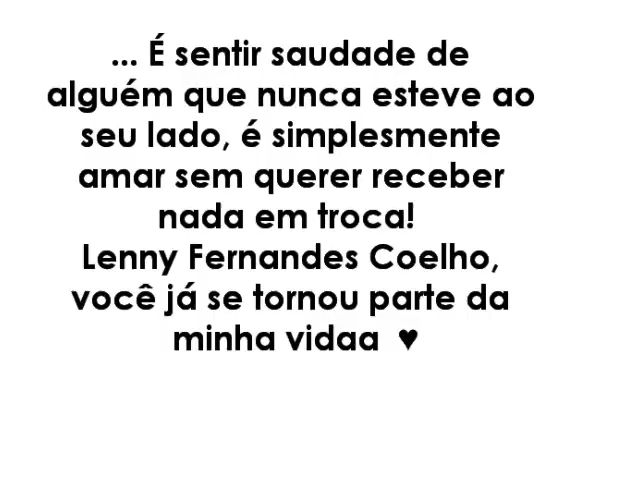 ... É sentir saudade de
alguém que nunca esteve ao
seu lado, é simplesmente
amar sem querer receber
nada em troca!
Lenny Fernandes Coelho,
você já se tornou parte da
minha vidaa ♥